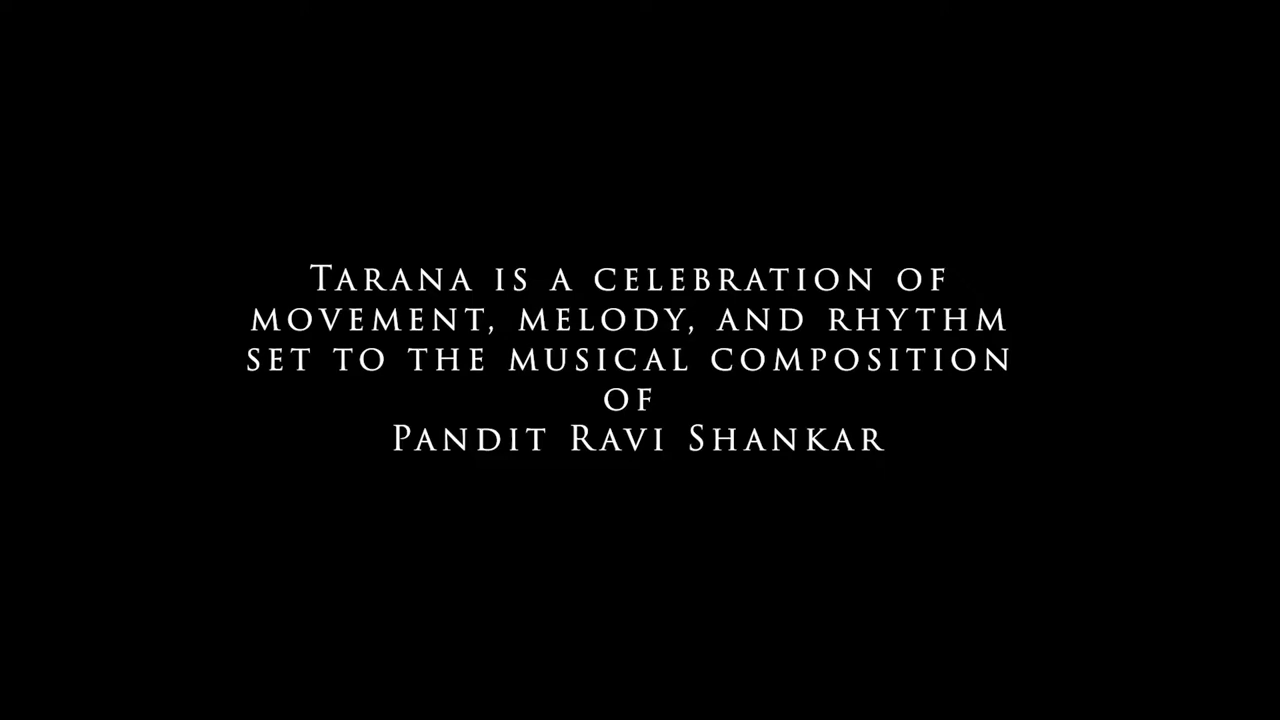 Tarana is a celebration of
movement, melody, and rhythm
set to the musical composition
of
Pandit Ravi Shankar